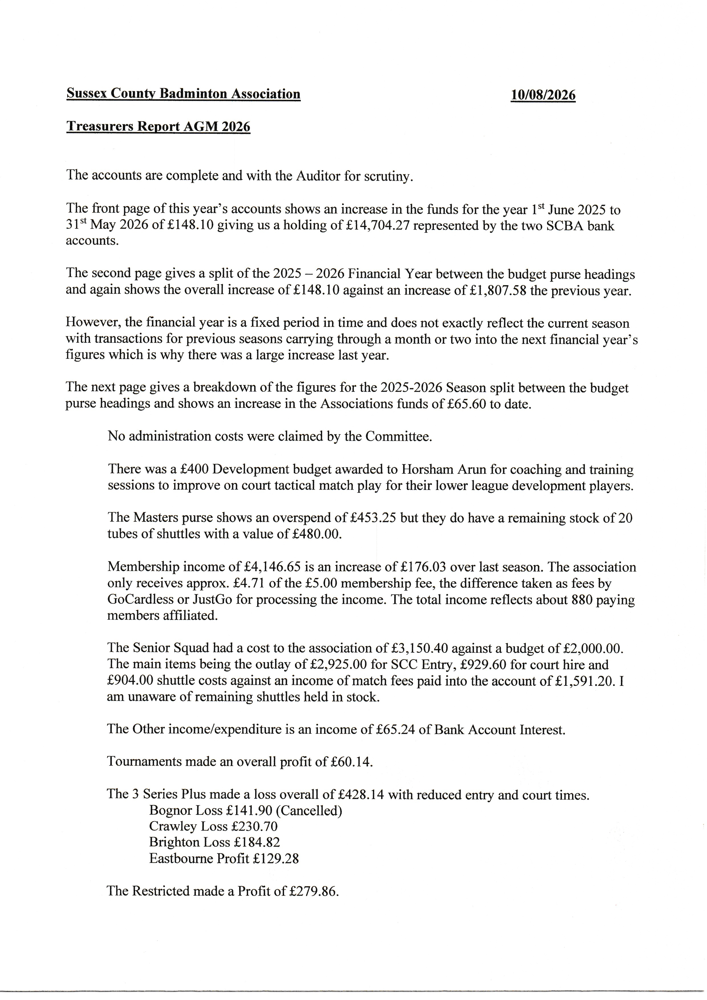 Sussex County Badminton Association 10/08/2026
Treasurers Report AGM 2026
The accounts are complete and with the Auditor for scrutiny.
The front page of this year’s accounts shows an increase in the funds for the year 1st June 2025 to
31st May 2026 of £148.10 giving us a holding of £14,704.27 represented by the two SCBA bank
accounts.
The second page gives a split of the 2025 – 2026 Financial Year between the budget purse headings
and again shows the overall increase of £148.10 against an increase of £1,807.58 the previous year.
However, the financial year is a fixed period in time and does not exactly reflect the current season
with transactions for previous seasons carrying through a month or two into the next financial year’s
figures which is why there was a large increase last year.
The next page gives a breakdown of the figures for the 2025-2026 Season split between the budget
purse headings and shows an increase in the Associations funds of £65.60 to date.
No administration costs were claimed by the Committee.
There was a £400 Development budget awarded to Horsham Arun for coaching and training
sessions to improve on court tactical match play for their lower league development players.
The Masters purse shows an overspend of £453.25 but they do have a remaining stock of 20
tubes of shuttles with a value of £480.00.
Membership income of £4,146.65 is an increase of £176.03 over last season. The association
only receives approx. £4.71 of the £5.00 membership fee, the difference taken as fees by
GoCardless or JustGo for processing the income. The total income reflects about 880 paying
members affiliated.
The Senior Squad had a cost to the association of £3,150.40 against a budget of £2,000.00.
The main items being the outlay of £2,925.00 for SCC Entry, £929.60 for court hire and
£904.00 shuttle costs against an income of match fees paid into the account of £1,591.20. I
am unaware of remaining shuttles held in stock.
The Other income/expenditure is an income of £65.24 of Bank Account Interest.
Tournaments made an overall profit of £60.14.
The 3 Series Plus made a loss overall of £428.14 with reduced entry and court times.
Bognor Loss £141.90 (Cancelled)
Crawley Loss £230.70
Brighton Loss £184.82
Eastbourne Profit £129.28
The Restricted made a Profit of £279.86.